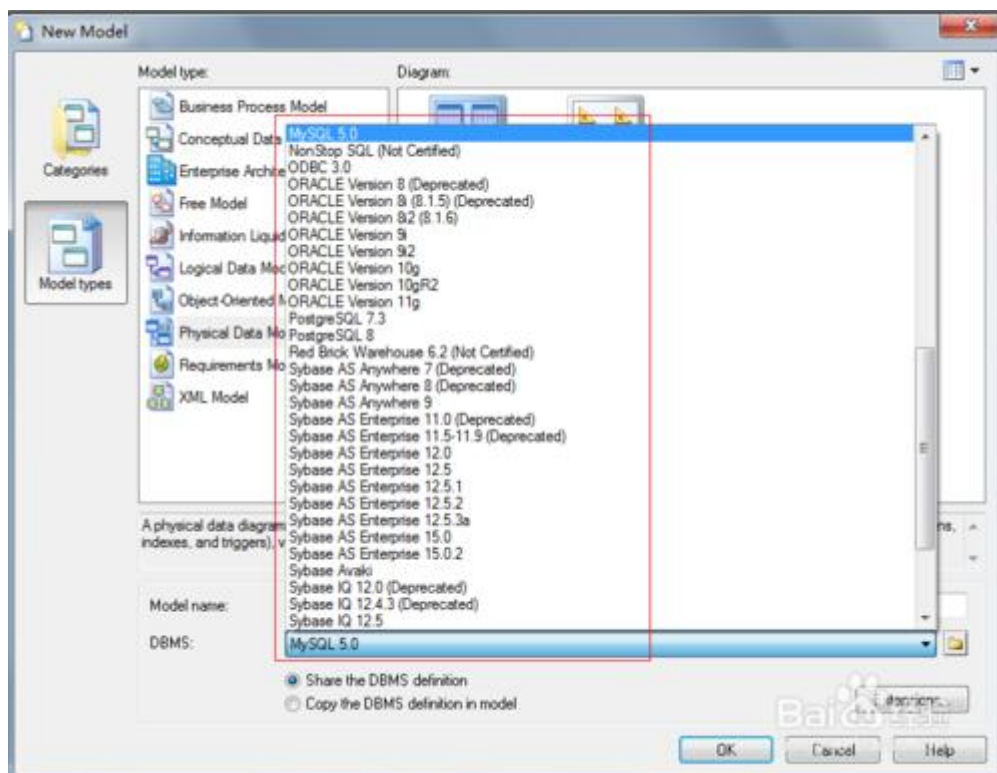 New Model
Model type:
Diagram:
Categories
Model types
Business Process Model
Conceptual Data
Enterprise Archite
Free Model
Information Liquid
Logical Data Mod
Object-Oriented M
Physical Data Mo
Requirements Mo
XML Model
MySQL 5.0
NonStop SQL (Not Certified)
ODBC 3.0
ORACLE Version 8 (Deprecated)
ORACLE Version 8i (8.1.5) (Deprecated)
ORACLE Version 8i2 (8.1.6)
ORACLE Version 9i
ORACLE Version 9i2
ORACLE Version 10g
ORACLE Version 10gR2
ORACLE Version 11g
PostgreSQL 7.3
PostgreSQL 8
Red Brick Warehouse 6.2 (Not Certified)
Sybase AS Anywhere 7 (Deprecated)
Sybase AS Anywhere 8 (Deprecated)
Sybase AS Anywhere 9
Sybase AS Enterprise 11.0 (Deprecated)
Sybase AS Enterprise 11.5-11.9 (Deprecated)
Sybase AS Enterprise 12.0
Sybase AS Enterprise 12.5
Sybase AS Enterprise 12.5.1
Sybase AS Enterprise 12.5.2
Sybase AS Enterprise 12.5.3a
Sybase AS Enterprise 15.0
Sybase AS Enterprise 15.0.2
Sybase Avaki
Sybase IQ 12.0 (Deprecated)
Sybase IQ 12.4.3 (Deprecated)
Sybase IQ 12.5
A physical data diagram
ns,
indexes, and triggers), v
Model name:
DBMS:
MySQL 5.0
Share the DBMS definition
Copy the DBMS definition in model
OK
Cancel
Help